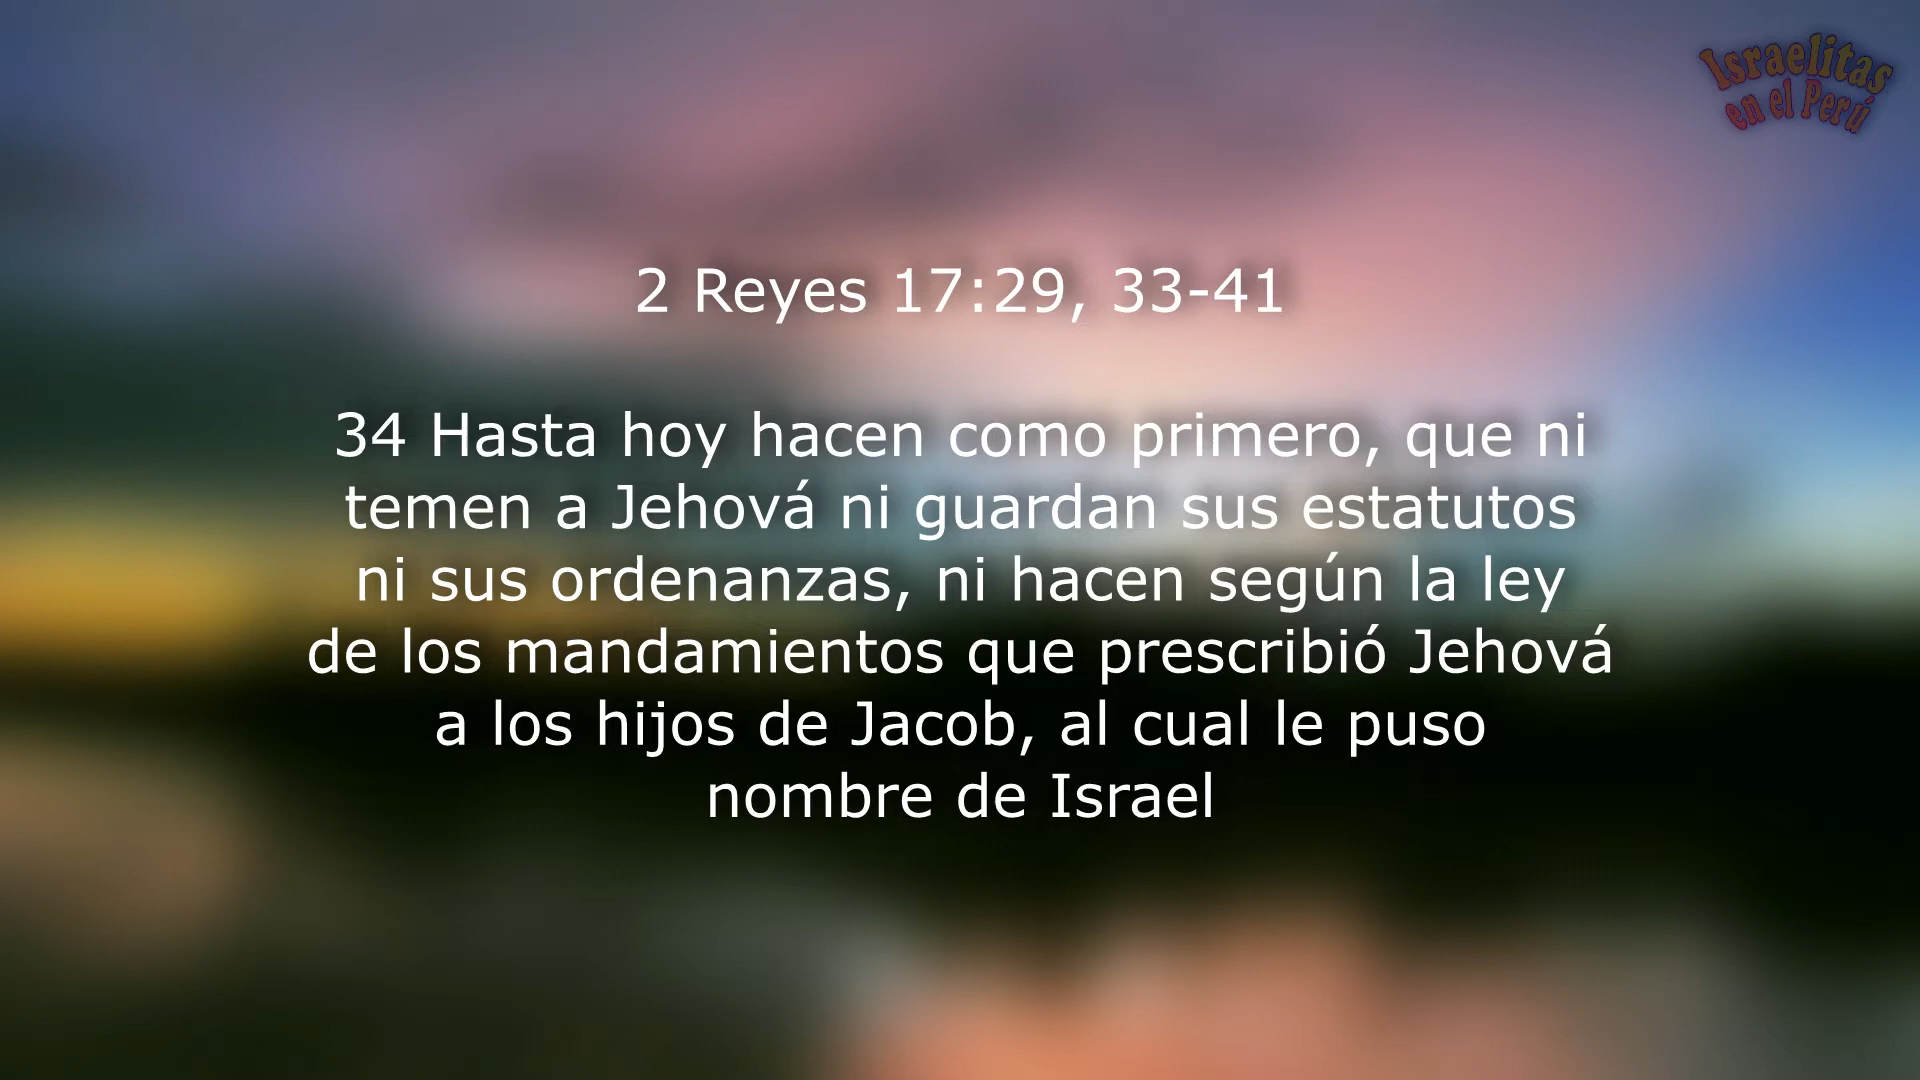 Israelitas
en el Perú
2 Reyes 17:29, 33-41
34 Hasta hoy hacen como primero, que ni
temen a Jehová ni guardan sus estatutos
ni sus ordenanzas, ni hacen según la ley
de los mandamientos que prescribió Jehová
a los hijos de Jacob, al cual le puso
nombre de Israel